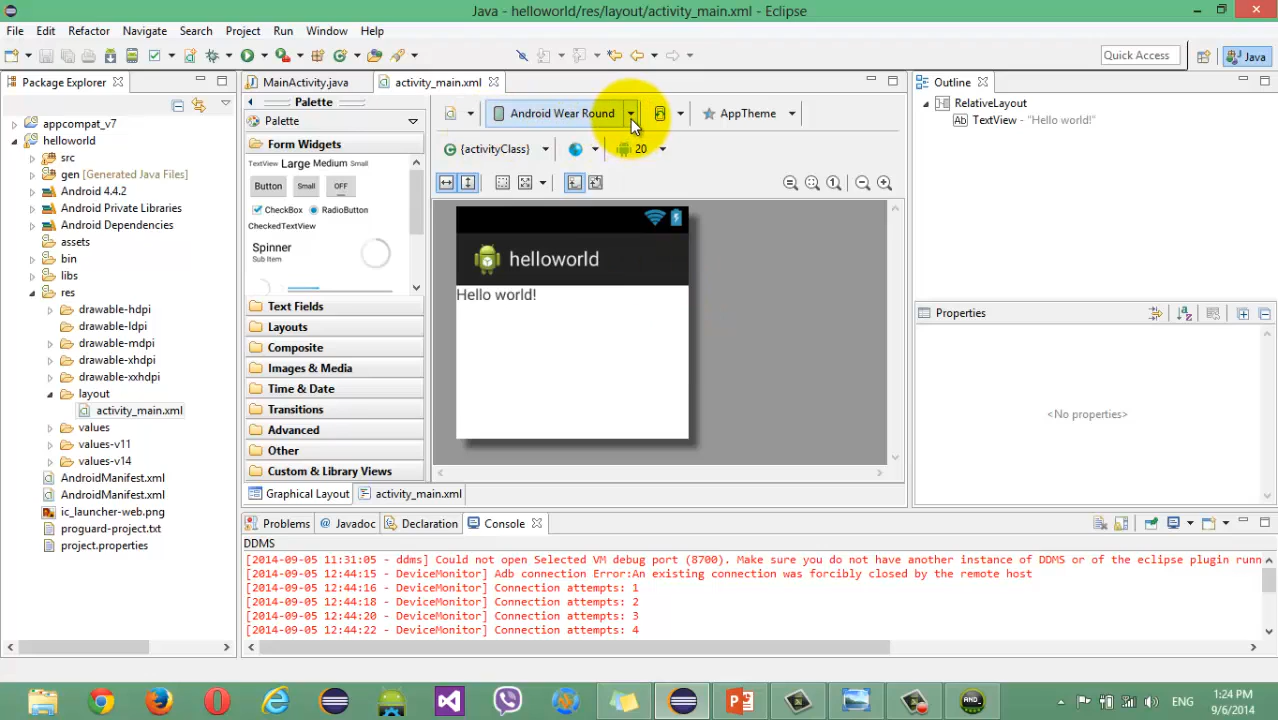 Java - helloworld/res/layout/activity_main.xml - Eclipse
File Edit Refactor Navigate Search Project Run Window Help
Quick Access
Java
Package Explorer
appcompat_v7
helloworld
src
gen [Generated Java Files]
Android 4.4.2
Android Private Libraries
Android Dependencies
assets
bin
libs
res
drawable-hdpi
drawable-ldpi
drawable-mdpi
drawable-xhdpi
drawable-xxhdpi
layout
activity_main.xml
values
values-v11
values-v14
AndroidManifest.xml
AndroidManifest.xml
ic_launcher-web.png
proguard-project.txt
project.properties
MainActivity.java
activity_main.xml
Palette
Palette
Form Widgets
TextView Large Medium Small
Button Small OFF
CheckBox RadioButton
CheckedTextView
Spinner
Sub Item
Text Fields
Layouts
Composite
Images & Media
Time & Date
Transitions
Advanced
Other
Custom & Library Views
Android Wear Round
AppTheme
{activityClass}
20
helloworld
Hello world!
Graphical Layout
activity_main.xml
Outline
RelativeLayout
Ab TextView - "Hello world!"
Properties
<No properties>
Problems
@ Javadoc
Declaration
Console
DDMS
[2014-09-05 11:31:05 - ddms] Could not open Selected VM debug port (8700). Make sure you do not have another instance of DDMS or of the eclipse plugin runn
[2014-09-05 12:44:15 - DeviceMonitor] Adb connection Error:An existing connection was forcibly closed by the remote host
[2014-09-05 12:44:16 - DeviceMonitor] Connection attempts: 1
[2014-09-05 12:44:18 - DeviceMonitor] Connection attempts: 2
[2014-09-05 12:44:20 - DeviceMonitor] Connection attempts: 3
[2014-09-05 12:44:22 - DeviceMonitor] Connection attempts: 4
ENG
1:24 PM
9/6/2014